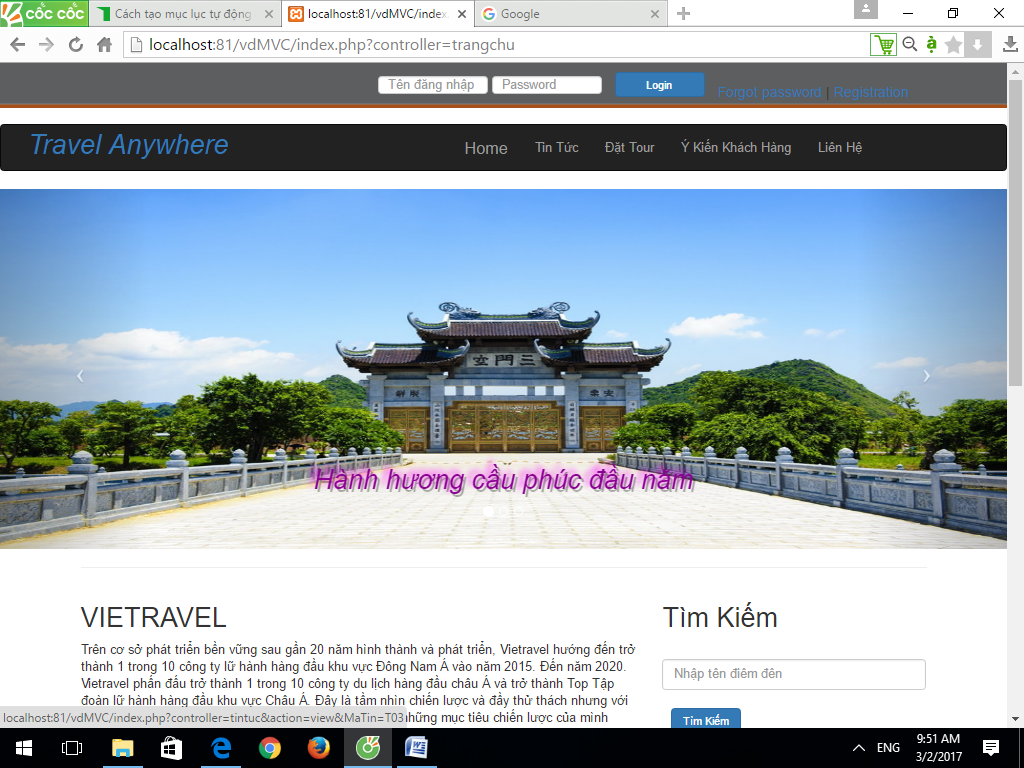 cốc cốc
Cách tạo mục lục tự động
localhost:81/vdMVC/index.
Google
localhost:81/vdMVC/index.php?controller=trangchu
Tên đăng nhập Password Login Forgot password | Registration
Travel Anywhere Home Tin Tức Đặt Tour Ý Kiến Khách Hàng Liên Hệ
三門玄
Hành hương cầu phúc đầu năm
VIETRAVEL
Trên cơ sở phát triển bền vững sau gần 20 năm hình thành và phát triển, Vietravel hướng đến trở
thành 1 trong 10 công ty lữ hành hàng đầu khu vực Đông Nam Á vào năm 2015. Đến năm 2020.
Vietravel phấn đấu trở thành 1 trong 10 công ty du lịch hàng đầu châu Á và trở thành Top Tập
đoàn lữ hành hàng đầu khu vực Châu Á. Đây là tầm nhìn chiến lược và đầy thử thách nhưng với
những mục tiêu chiến lược của mình
Tìm Kiếm
Nhập tên điểm đến
Tìm Kiếm
localhost:81/vdMVC/index.php?controller=tintuc&action=view&MaTin=T03
ENG
9:51 AM
3/2/2017